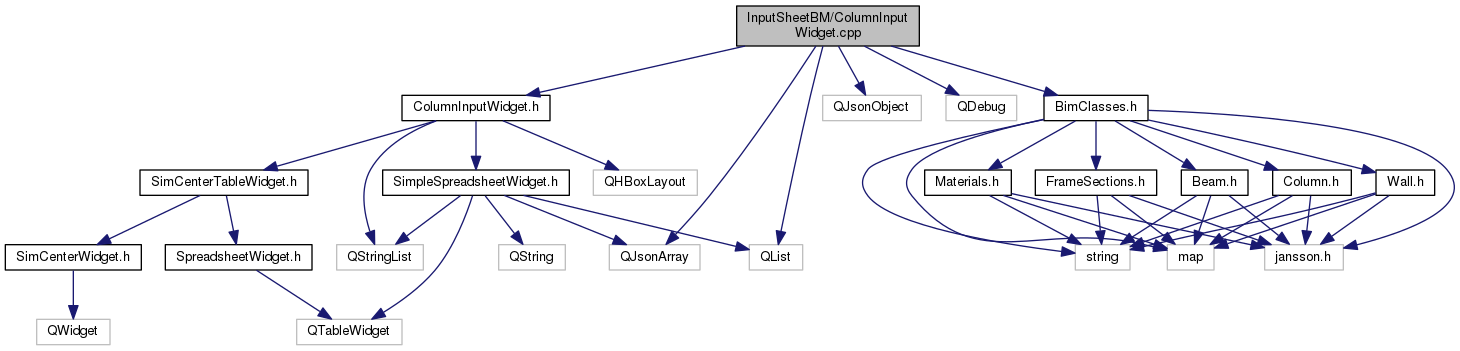 InputSheetBM/ColumnInput
Widget.cpp
ColumnInputWidget.h
QJsonObject
QDebug
BimClasses.h
SimCenterTableWidget.h
SimpleSpreadsheetWidget.h
QHBoxLayout
Materials.h
FrameSections.h
Beam.h
Column.h
Wall.h
SimCenterWidget.h
SpreadsheetWidget.h
QStringList
QString
QJsonArray
QList
string
map
jansson.h
QWidget
QTableWidget